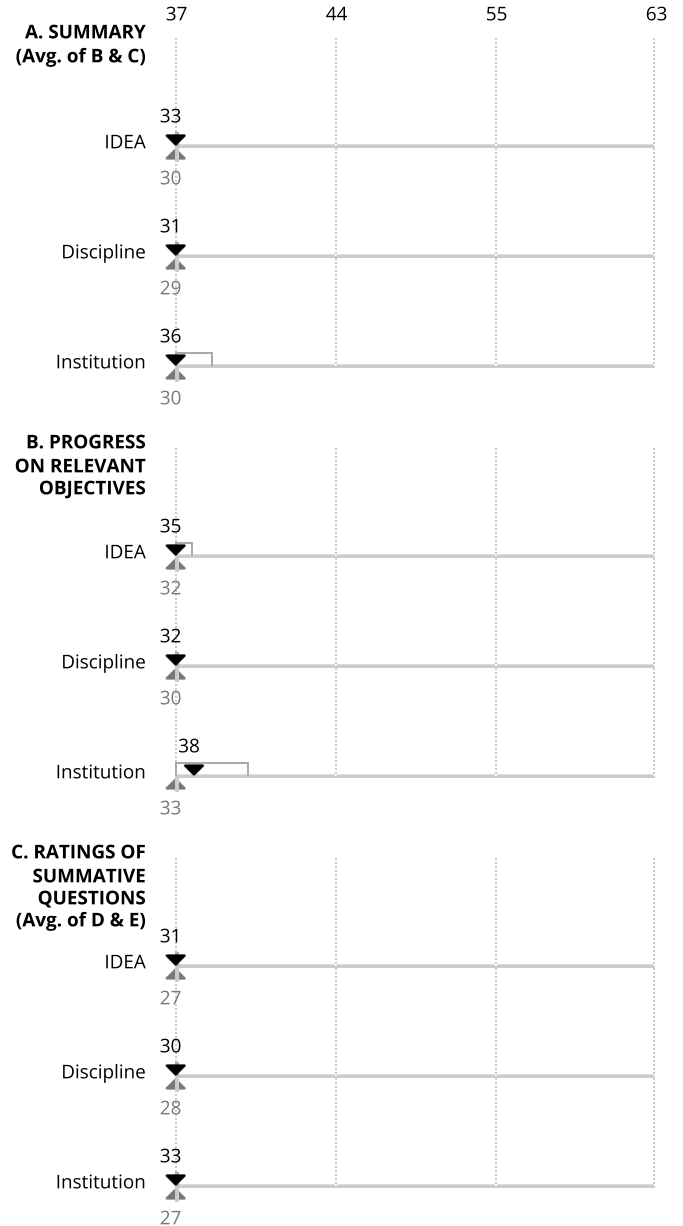 37 44 55 63
A. SUMMARY
(Avg. of B & C)
33
IDEA
30
31
Discipline
29
36
Institution
30
B. PROGRESS
ON RELEVANT
OBJECTIVES
35
IDEA
32
32
Discipline
30
38
Institution
33
C. RATINGS OF
SUMMATIVE
QUESTIONS
(Avg. of D & E)
31
IDEA
27
30
Discipline
28
33
Institution
27